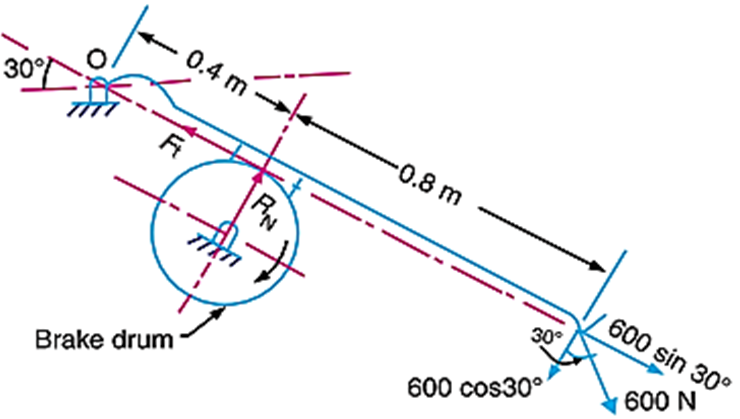 O
30°
0.4 m
0.8 m
Ft
RN
Brake drum
30°
600 sin 30°
600 cos30°
600 N